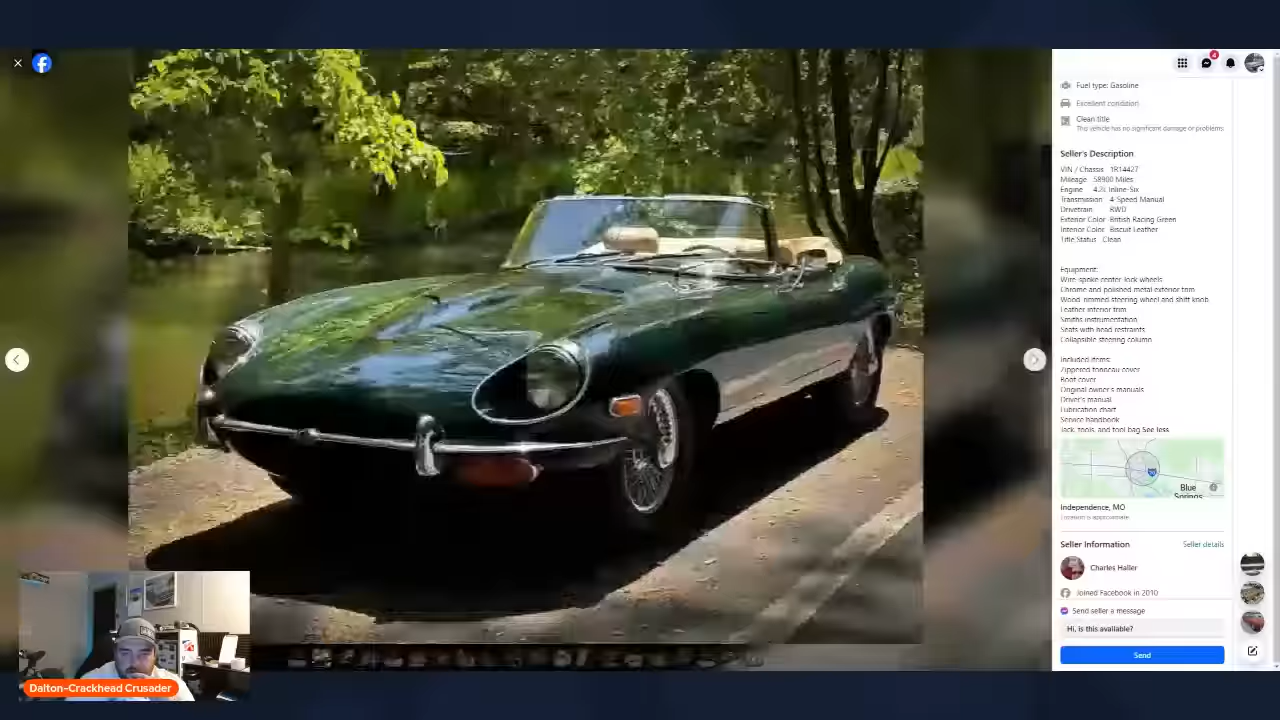 4
Fuel type: Gasoline
Excellent condition
Clean title
This vehicle has no significant damage or problems.
Seller's Description
VIN / Chassis 1R14427
Mileage 58900 Miles
Engine 4.2L Inline-Six
Transmission 4-Speed Manual
Drivetrain RWD
Exterior Color British Racing Green
Interior Color Biscuit Leather
Title Status Clean
Equipment:
Wire-spoke center-lock wheels
Chrome and polished metal exterior trim
Wood-rimmed steering wheel and shift knob
Leather interior trim
Smiths instrumentation
Seats with head restraints
Collapsible steering column
Included items:
Zippered tonneau cover
Boot cover
Original owner's manuals
Driver's manual
Lubrication chart
Service handbook
Jack, tools, and tool bag See less
Blue
Springs
Independence, MO
Location is approximate
Seller Information Seller details
Charles Haller
Joined Facebook in 2010
Send seller a message
Hi, is this available?
Send
Dalton-Crackhead Crusader